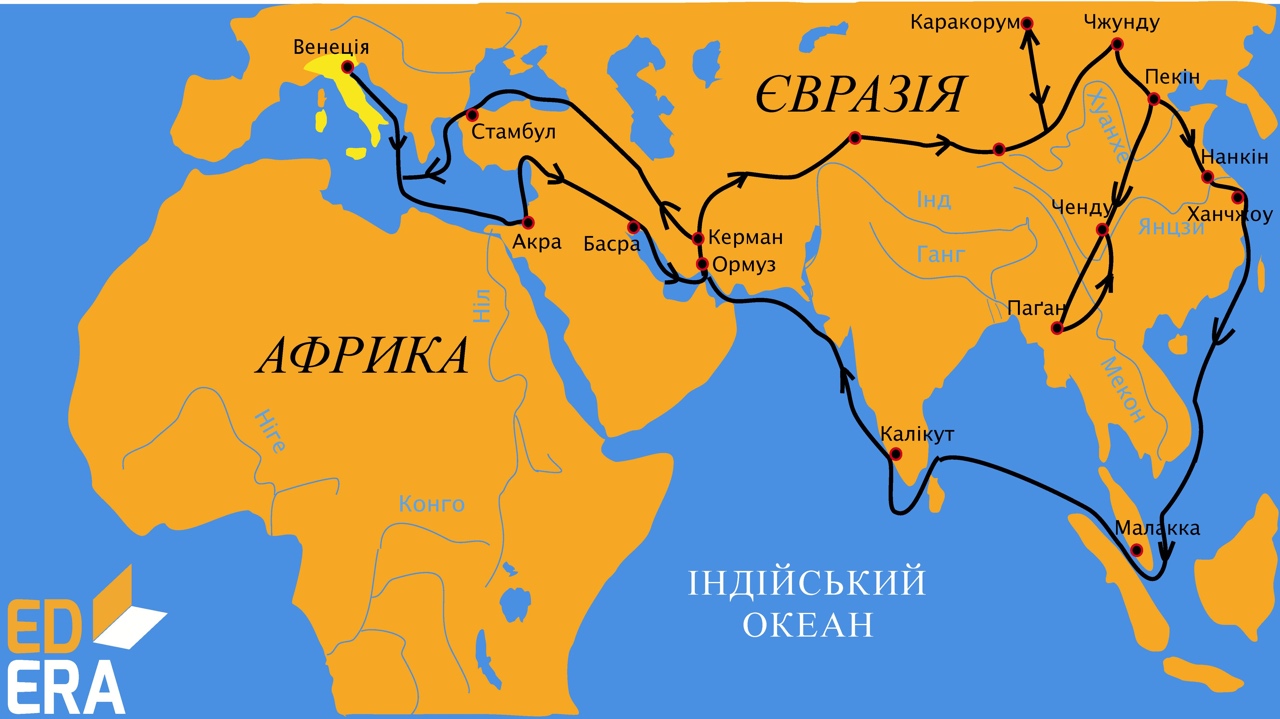 Каракорум
Чжунду
Венеція
Пекін
ЄВРАЗІЯ
Хуанхе
Стамбул
Нанкін
Інд
Ченду
Ханчжоу
Янцзи
Акра
Басра
Керман
Ганг
Ормуз
Ніл
Паґан
АФРИКА
Мекон
Ніге
Калікут
Конго
Малакка
ІНДІЙСЬКИЙ
ОКЕАН
ED
ERA